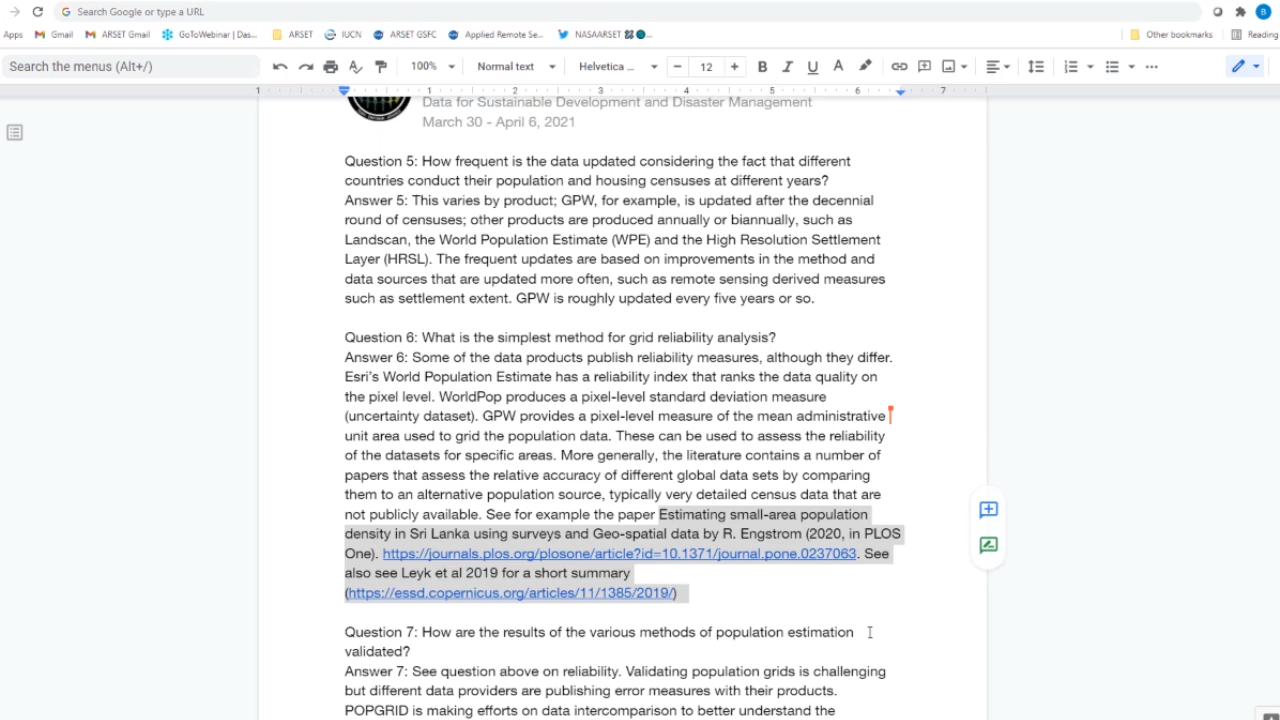 Search Google or type a URL
B
Apps Gmail ARSET Gmail GoToWebinar | Das... ARSET IUCN ARSET GSFC Applied Remote Se... NASAARSET Other bookmarks Reading
Search the menus (Alt+/) 100% Normal text Helvetica ... − 12 + B I U A
1 1 2 3 4 5 6 7
Data for Sustainable Development and Disaster Management
March 30 - April 6, 2021
Question 5: How frequent is the data updated considering the fact that different
countries conduct their population and housing censuses at different years?
Answer 5: This varies by product; GPW, for example, is updated after the decennial
round of censuses; other products are produced annually or biannually, such as
Landscan, the World Population Estimate (WPE) and the High Resolution Settlement
Layer (HRSL). The frequent updates are based on improvements in the method and
data sources that are updated more often, such as remote sensing derived measures
such as settlement extent. GPW is roughly updated every five years or so.
Question 6: What is the simplest method for grid reliability analysis?
Answer 6: Some of the data products publish reliability measures, although they differ.
Esri's World Population Estimate has a reliability index that ranks the data quality on
the pixel level. WorldPop produces a pixel-level standard deviation measure
(uncertainty dataset). GPW provides a pixel-level measure of the mean administrative
unit area used to grid the population data. These can be used to assess the reliability
of the datasets for specific areas. More generally, the literature contains a number of
papers that assess the relative accuracy of different global data sets by comparing
them to an alternative population source, typically very detailed census data that are
not publicly available. See for example the paper Estimating small-area population
density in Sri Lanka using surveys and Geo-spatial data by R. Engstrom (2020, in PLOS
One). https://journals.plos.org/plosone/article?id=10.1371/journal.pone.0237063. See
also see Leyk et al 2019 for a short summary
(https://essd.copernicus.org/articles/11/1385/2019/)
Question 7: How are the results of the various methods of population estimation
validated?
Answer 7: See question above on reliability. Validating population grids is challenging
but different data providers are publishing error measures with their products.
POPGRID is making efforts on data intercomparison to better understand the